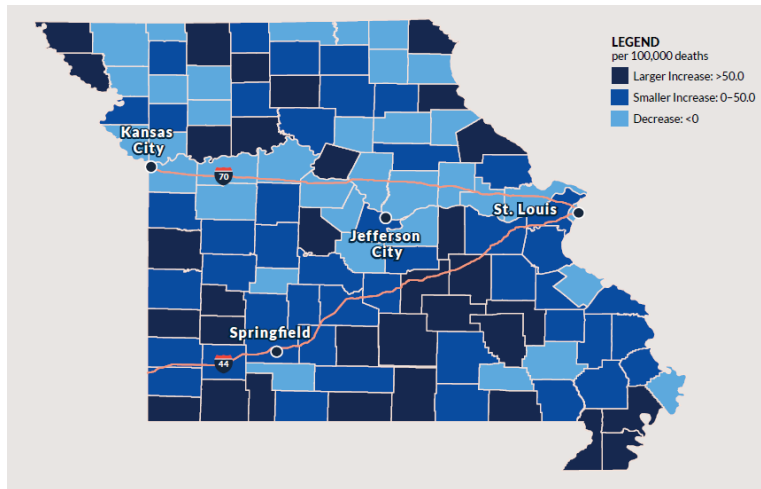 LEGEND
per 100,000 deaths
Larger Increase: >50.0
Smaller Increase: 0–50.0
Decrease: <0
Kansas
City
70
St. Louis
Jefferson
City
Springfield
44